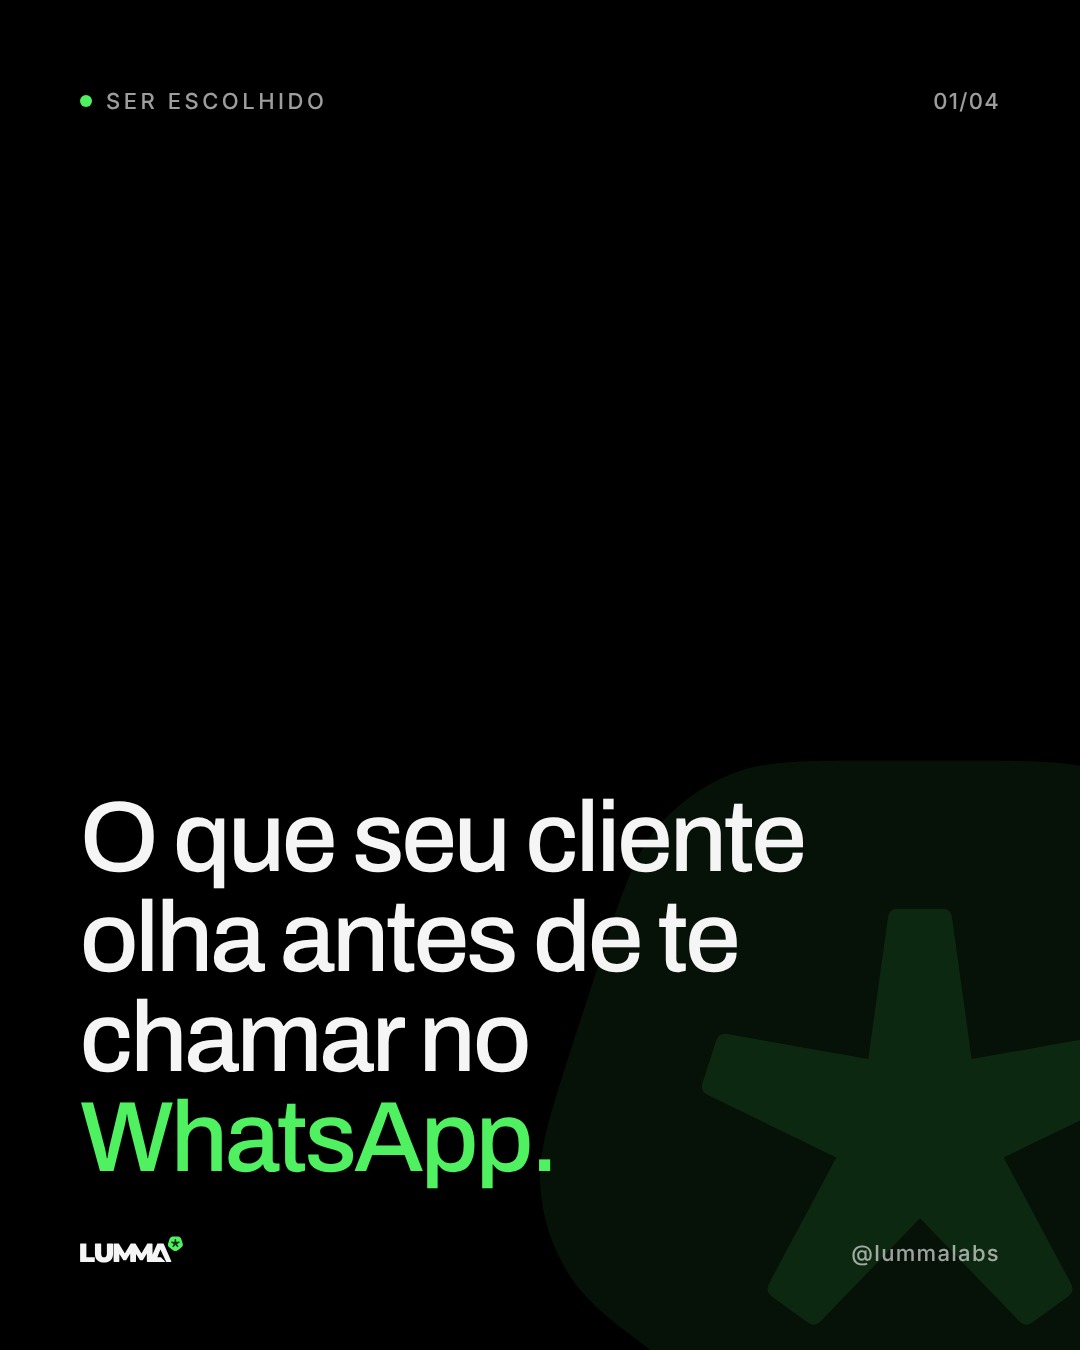 SER ESCOLHIDO
01/04
O que seu cliente
olha antes de te
chamar no
WhatsApp.
LUMMA
@lummalabs